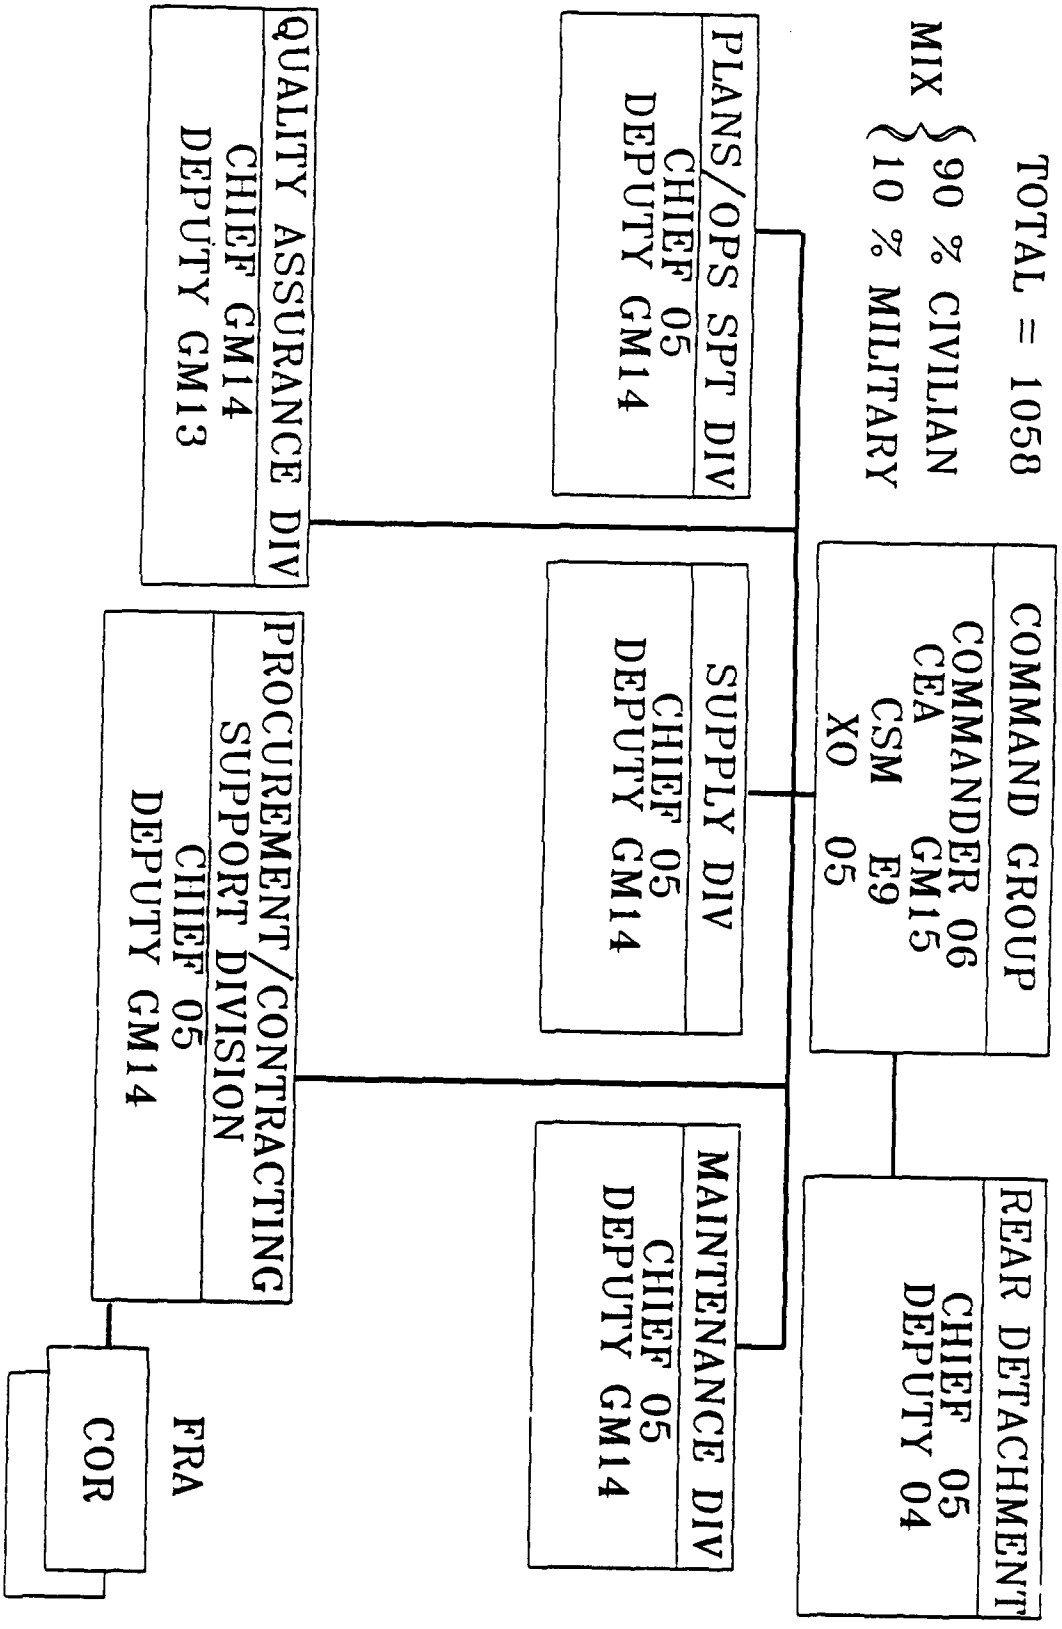 TOTAL = 1058
MIX
90 % CIVILIAN
10 % MILITARY
COMMAND GROUP
COMMANDER 06
CEA GM15
CSM E9
XO 05
REAR DETACHMENT
CHIEF 05
DEPUTY 04
PLANS/OPS SPT DIV
CHIEF 05
DEPUTY GM14
SUPPLY DIV
CHIEF 05
DEPUTY GM14
MAINTENANCE DIV
CHIEF 05
DEPUTY GM14
QUALITY ASSURANCE DIV
CHIEF GM14
DEPUTY GM13
PROCUREMENT/CONTRACTING
SUPPORT DIVISION
CHIEF 05
DEPUTY GM14
FRA
COR